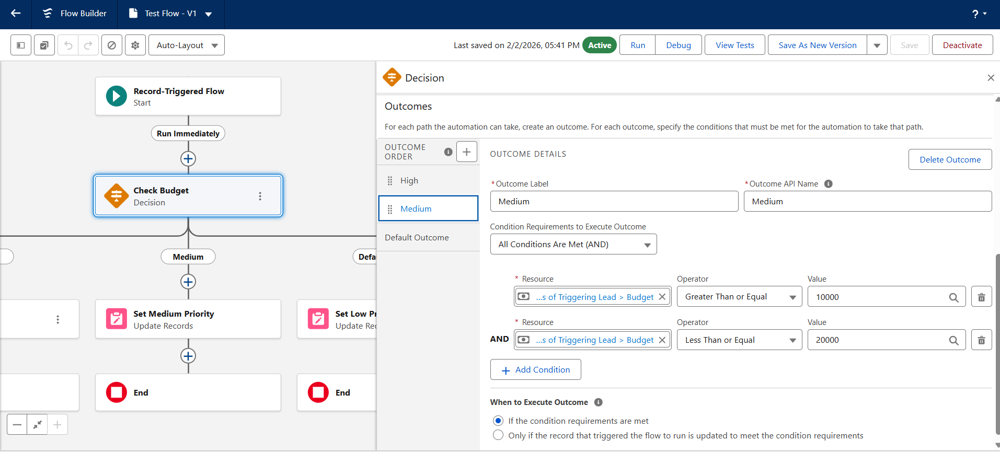 Flow Builder
Test Flow - V1
?
Auto-Layout
Last saved on 2/2/2026, 05:41 PM
Active
Run
Debug
View Tests
Save As New Version
Save
Deactivate
Record-Triggered Flow
Start
Run Immediately
Check Budget
Decision
Medium
Defau
Set Medium Priority
Update Records
Set Low Pr
Update Rec
End
End
Decision
Outcomes
For each path the automation can take, create an outcome. For each outcome, specify the conditions that must be met for the automation to take that path.
OUTCOME
ORDER
High
Medium
Default Outcome
OUTCOME DETAILS
Delete Outcome
* Outcome Label
Medium
* Outcome API Name
Medium
Condition Requirements to Execute Outcome
All Conditions Are Met (AND)
* Resource Operator Value
...s of Triggering Lead > Budget Greater Than or Equal 10000
* Resource Operator Value
AND ...s of Triggering Lead > Budget Less Than or Equal 20000
Add Condition
When to Execute Outcome
If the condition requirements are met
Only if the record that triggered the flow to run is updated to meet the condition requirements